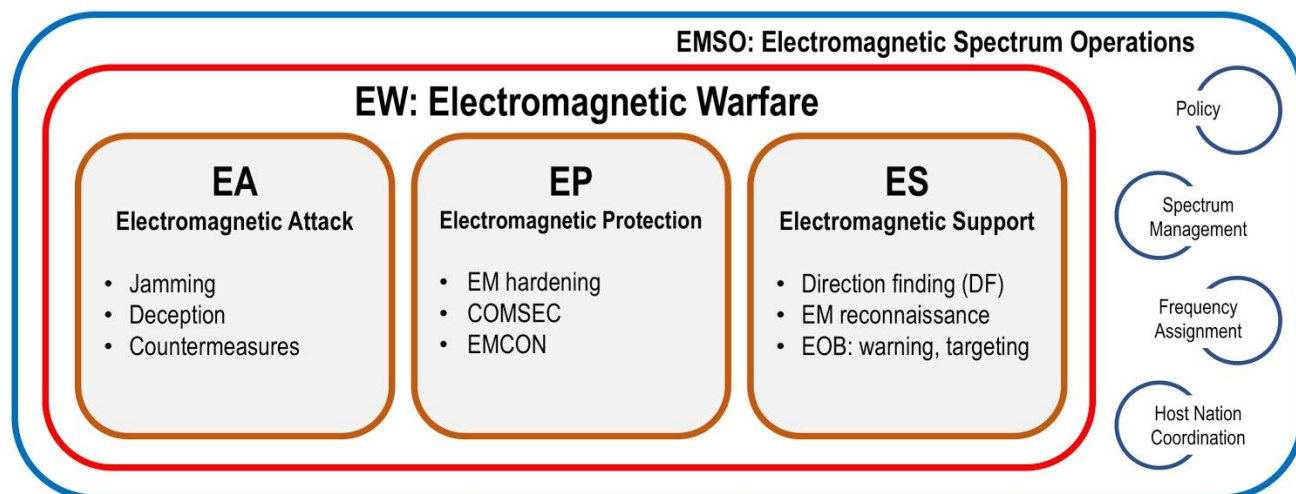 EMSO: Electromagnetic Spectrum Operations
EW: Electromagnetic Warfare
EA
Electromagnetic Attack
• Jamming
• Deception
• Countermeasures
EP
Electromagnetic Protection
• EM hardening
• COMSEC
• EMCON
ES
Electromagnetic Support
• Direction finding (DF)
• EM reconnaissance
• EOB: warning, targeting
Policy
Spectrum
Management
Frequency
Assignment
Host Nation
Coordination